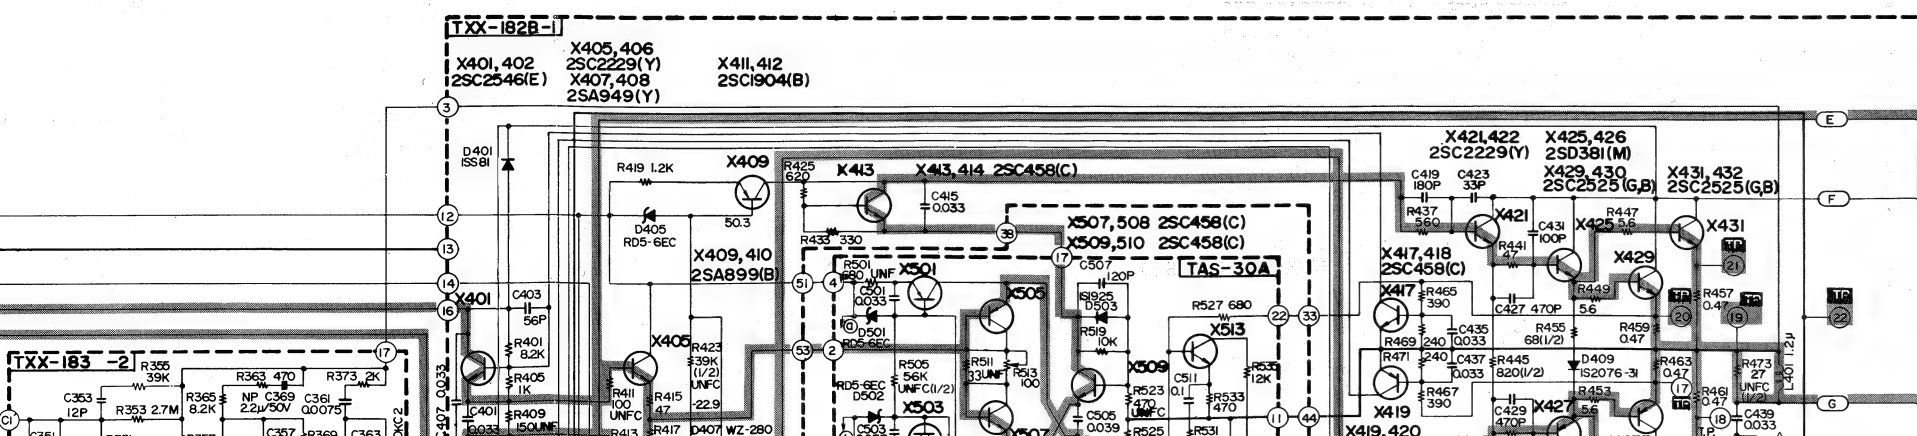 TXX-182B-1
X401,402
2SC2546(E)
X405,406
2SC2229(Y)
X407,408
2SA949(Y)
X411,412
2SC1904(B)
3
E
D401
1SS81
R419 1.2K
X409
R425
620
X413
X413,414 2SC458(C)
C415
0.033
C419
180P
C423
33P
X421,422
2SC2229(Y)
X425,426
2SD381(M)
X429,430
2SC2525(G,B)
X431,432
2SC2525(G,B)
F
12
D405
RD5-6EC
50.3
R433 330
38
X507,508 2SC458(C)
X509,510 2SC458(C)
R437
560
X421
C431
100P
X425
R447
5.6
X431
R441
47
13
X409,410
2SA899(B)
17
TAS-30A
X417,418
2SC458(C)
X429
21
14
51
4
R501
680
UNF
X501
C501
0.033
C507
120P
1S1925
D503
X417
R465
390
R449
5.6
R457
0.47
16
X401
C403
56P
D501
RD5-6EC
X505
R527 680
22
33
C427 470P
20
19
22
R519
10K
X513
C435
0.033
R455
68(1/2)
R459
0.47
R469
240
TXX-183 -2
17
R401
8.2K
X405
R423
39K
(1/2)
UNFC
53
2
R505
56K
UNFC(1/2)
R511
33
UNF
R513
100
X509
R535
12K
R471
240
C437
0.033
R445
820(1/2)
D409
1S2076-31
R463
0.47
R473
27
UNFC
(1/2)
L401 1.2μ
R355
39K
R363 470
R373 2K
R405
1K
R411
100
UNFC
R415
47
-22.9
RD5-6EC
D502
R523
470
UNFC
C511
0.1
R533
470
R467
390
R453
5.6
17
R461
0.47
G
C353
12P
R353 2.7M
R365
8.2K
NP C369
2.2μ/50V
C361
0.0075
C407 0.033
C401
0.033
R409
150UNF
R417
D407 WZ-280
X503
C505
0.039
11
44
X419
C429
470P
X427
18
C439
0.033
C351
C357
R369
C363
R413
C503
X507
R525
R531
X419,420
T.P.